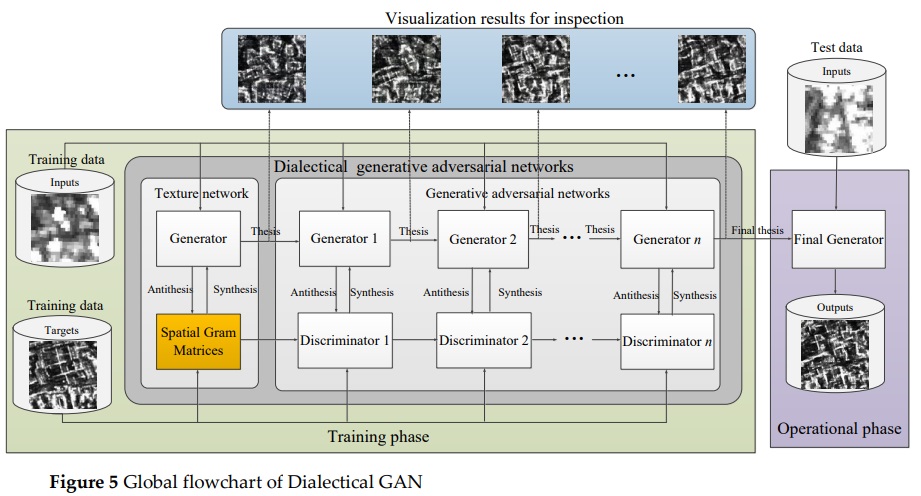 Visualization results for inspection
...
Test data
Inputs
Training data
Inputs
Dialectical generative adversarial networks
Texture network
Generative adversarial networks
Generator
Thesis
Generator 1
Thesis
Generator 2
Thesis
...
Thesis
Generator n
Final thesis
Final Generator
Antithesis
Synthesis
Antithesis
Synthesis
Antithesis
Synthesis
Antithesis
Synthesis
Training data
Targets
Spatial Gram
Matrices
Discriminator 1
Discriminator 2
...
Discriminator n
Outputs
Training phase
Operational phase
Figure 5 Global flowchart of Dialectical GAN